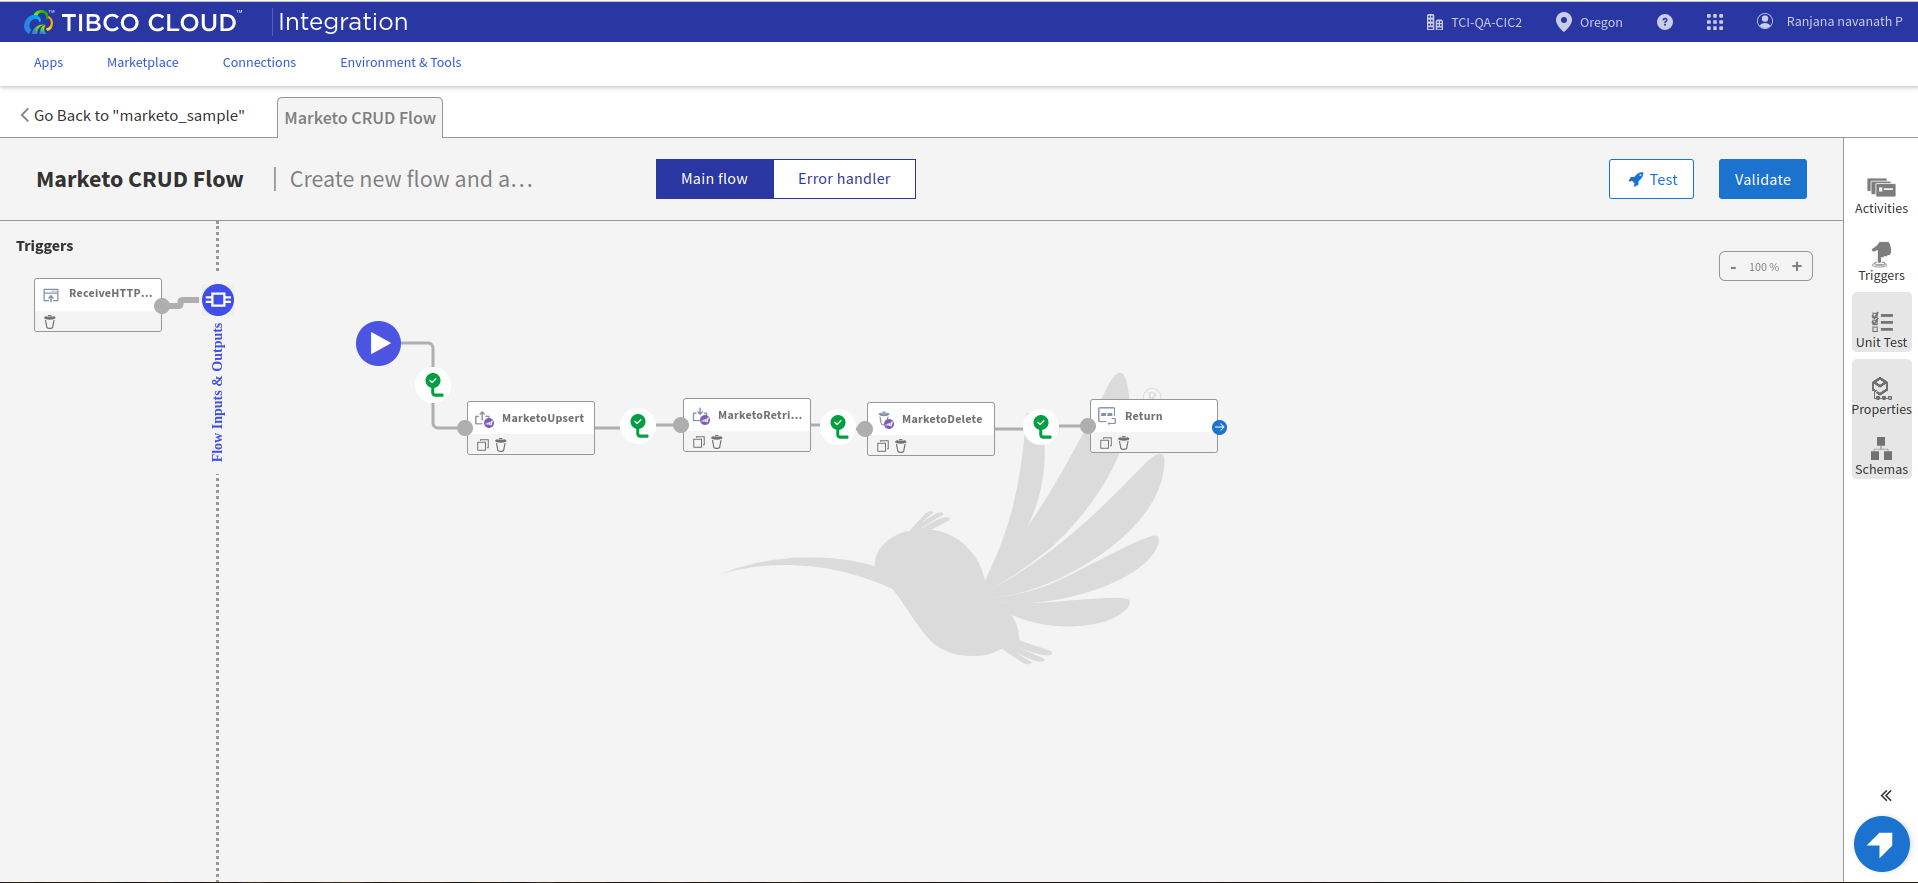 TIBCO CLOUD™ Integration
TCI-QA-CIC2
Oregon
?
Ranjana navanath P
Apps
Marketplace
Connections
Environment & Tools
Go Back to "marketo_sample"
Marketo CRUD Flow
Marketo CRUD Flow
Create new flow and a...
Main flow
Error handler
Test
Validate
Triggers
ReceiveHTTP...
Flow Inputs & Outputs
- 100 % +
MarketoUpsert
MarketoRetri...
MarketoDelete
Return
®
Activities
Triggers
Unit Test
Properties
Schemas